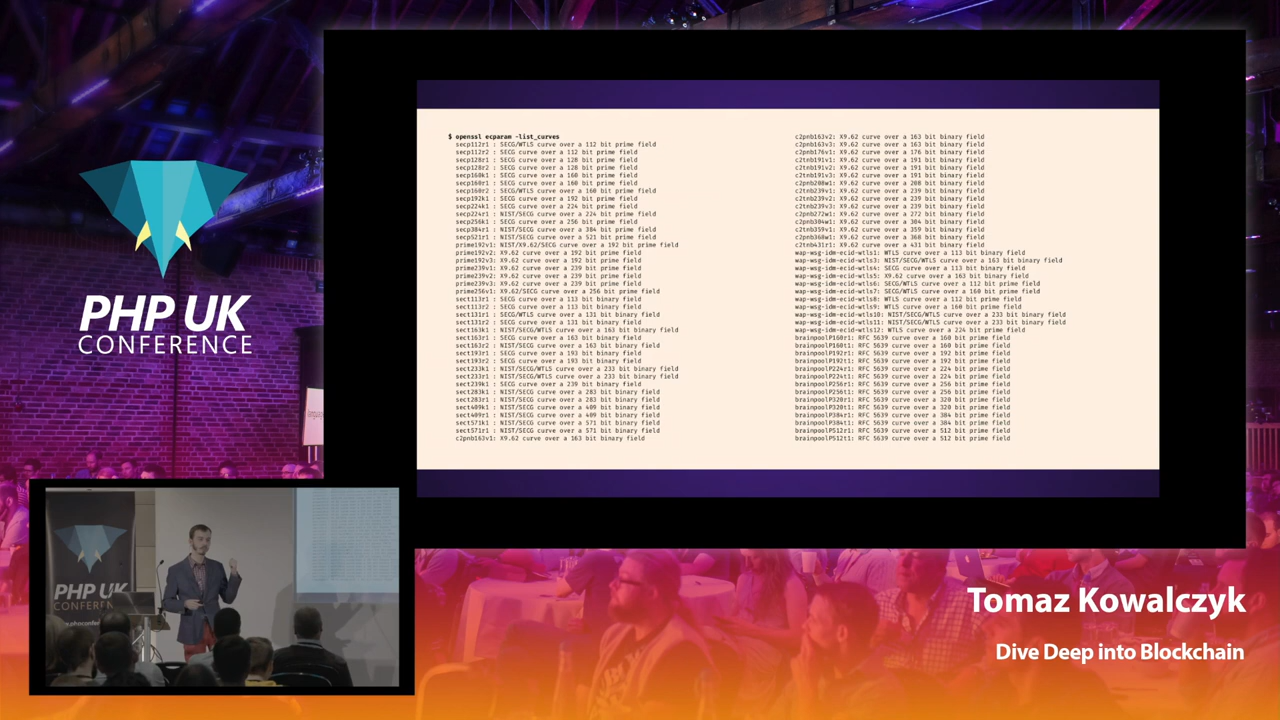 PHP UK
CONFERENCE
$ openssl ecparam -list_curves
secp112r1 : SECG/WTLS curve over a 112 bit prime field
secp112r2 : SECG curve over a 112 bit prime field
secp128r1 : SECG curve over a 128 bit prime field
secp128r2 : SECG curve over a 128 bit prime field
secp160k1 : SECG curve over a 160 bit prime field
secp160r1 : SECG curve over a 160 bit prime field
secp160r2 : SECG/WTLS curve over a 160 bit prime field
secp192k1 : SECG curve over a 192 bit prime field
secp224k1 : SECG curve over a 224 bit prime field
secp224r1 : NIST/SECG curve over a 224 bit prime field
secp256k1 : SECG curve over a 256 bit prime field
secp384r1 : NIST/SECG curve over a 384 bit prime field
secp521r1 : NIST/SECG curve over a 521 bit prime field
prime192v1: NIST/X9.62/SECG curve over a 192 bit prime field
prime192v2: X9.62 curve over a 192 bit prime field
prime192v3: X9.62 curve over a 192 bit prime field
prime239v1: X9.62 curve over a 239 bit prime field
prime239v2: X9.62 curve over a 239 bit prime field
prime239v3: X9.62 curve over a 239 bit prime field
prime256v1: X9.62/SECG curve over a 256 bit prime field
sect113r1 : SECG curve over a 113 bit binary field
sect113r2 : SECG curve over a 113 bit binary field
sect131r1 : SECG/WTLS curve over a 131 bit binary field
sect131r2 : SECG curve over a 131 bit binary field
sect163k1 : NIST/SECG/WTLS curve over a 163 bit binary field
sect163r1 : SECG curve over a 163 bit binary field
sect163r2 : NIST/SECG curve over a 163 bit binary field
sect193r1 : SECG curve over a 193 bit binary field
sect193r2 : SECG curve over a 193 bit binary field
sect233k1 : NIST/SECG/WTLS curve over a 233 bit binary field
sect233r1 : NIST/SECG/WTLS curve over a 233 bit binary field
sect239k1 : SECG curve over a 239 bit binary field
sect283k1 : NIST/SECG curve over a 283 bit binary field
sect283r1 : NIST/SECG curve over a 283 bit binary field
sect409k1 : NIST/SECG curve over a 409 bit binary field
sect409r1 : NIST/SECG curve over a 409 bit binary field
sect571k1 : NIST/SECG curve over a 571 bit binary field
sect571r1 : NIST/SECG curve over a 571 bit binary field
c2pnb163v1: X9.62 curve over a 163 bit binary field
c2pnb163v2: X9.62 curve over a 163 bit binary field
c2pnb163v3: X9.62 curve over a 163 bit binary field
c2pnb176v1: X9.62 curve over a 176 bit binary field
c2tnb191v1: X9.62 curve over a 191 bit binary field
c2tnb191v2: X9.62 curve over a 191 bit binary field
c2tnb191v3: X9.62 curve over a 191 bit binary field
c2pnb208w1: X9.62 curve over a 208 bit binary field
c2tnb239v1: X9.62 curve over a 239 bit binary field
c2tnb239v2: X9.62 curve over a 239 bit binary field
c2tnb239v3: X9.62 curve over a 239 bit binary field
c2pnb272w1: X9.62 curve over a 272 bit binary field
c2pnb304w1: X9.62 curve over a 304 bit binary field
c2tnb359v1: X9.62 curve over a 359 bit binary field
c2pnb368w1: X9.62 curve over a 368 bit binary field
c2tnb431r1: X9.62 curve over a 431 bit binary field
wap-wsg-idm-ecid-wtls1: WTLS curve over a 113 bit binary field
wap-wsg-idm-ecid-wtls3: NIST/SECG/WTLS curve over a 163 bit binary field
wap-wsg-idm-ecid-wtls4: SECG curve over a 113 bit binary field
wap-wsg-idm-ecid-wtls5: X9.62 curve over a 163 bit binary field
wap-wsg-idm-ecid-wtls6: SECG/WTLS curve over a 112 bit prime field
wap-wsg-idm-ecid-wtls7: SECG/WTLS curve over a 160 bit prime field
wap-wsg-idm-ecid-wtls8: WTLS curve over a 112 bit prime field
wap-wsg-idm-ecid-wtls9: WTLS curve over a 160 bit prime field
wap-wsg-idm-ecid-wtls10: NIST/SECG/WTLS curve over a 233 bit binary field
wap-wsg-idm-ecid-wtls11: NIST/SECG/WTLS curve over a 233 bit binary field
wap-wsg-idm-ecid-wtls12: WTLS curve over a 224 bit prime field
brainpoolP160r1: RFC 5639 curve over a 160 bit prime field
brainpoolP160t1: RFC 5639 curve over a 160 bit prime field
brainpoolP192r1: RFC 5639 curve over a 192 bit prime field
brainpoolP192t1: RFC 5639 curve over a 192 bit prime field
brainpoolP224r1: RFC 5639 curve over a 224 bit prime field
brainpoolP224t1: RFC 5639 curve over a 224 bit prime field
brainpoolP256r1: RFC 5639 curve over a 256 bit prime field
brainpoolP256t1: RFC 5639 curve over a 256 bit prime field
brainpoolP320r1: RFC 5639 curve over a 320 bit prime field
brainpoolP320t1: RFC 5639 curve over a 320 bit prime field
brainpoolP384r1: RFC 5639 curve over a 384 bit prime field
brainpoolP384t1: RFC 5639 curve over a 384 bit prime field
brainpoolP512r1: RFC 5639 curve over a 512 bit prime field
brainpoolP512t1: RFC 5639 curve over a 512 bit prime field
PHP UK
CONFEREN
Tomaz Kowalczyk
Dive Deep into Blockchain